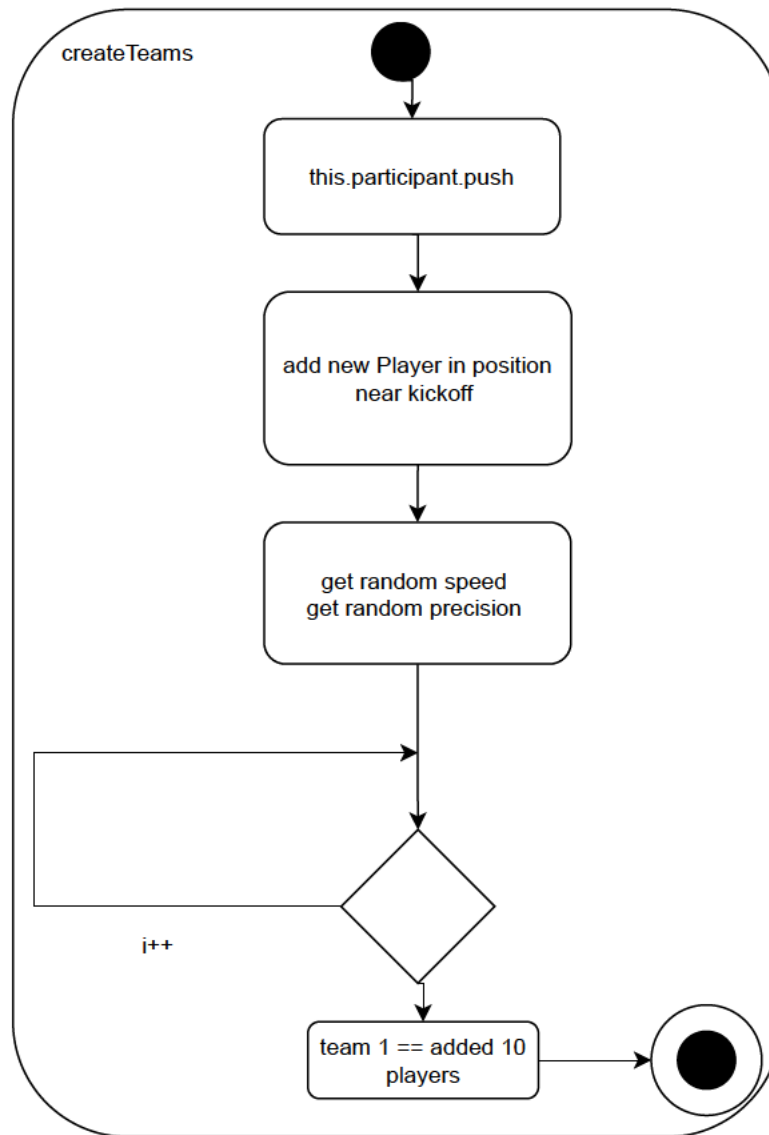 createTeams
this.participant.push
add new Player in position
near kickoff
get random speed
get random precision
i++
team 1 == added 10
players